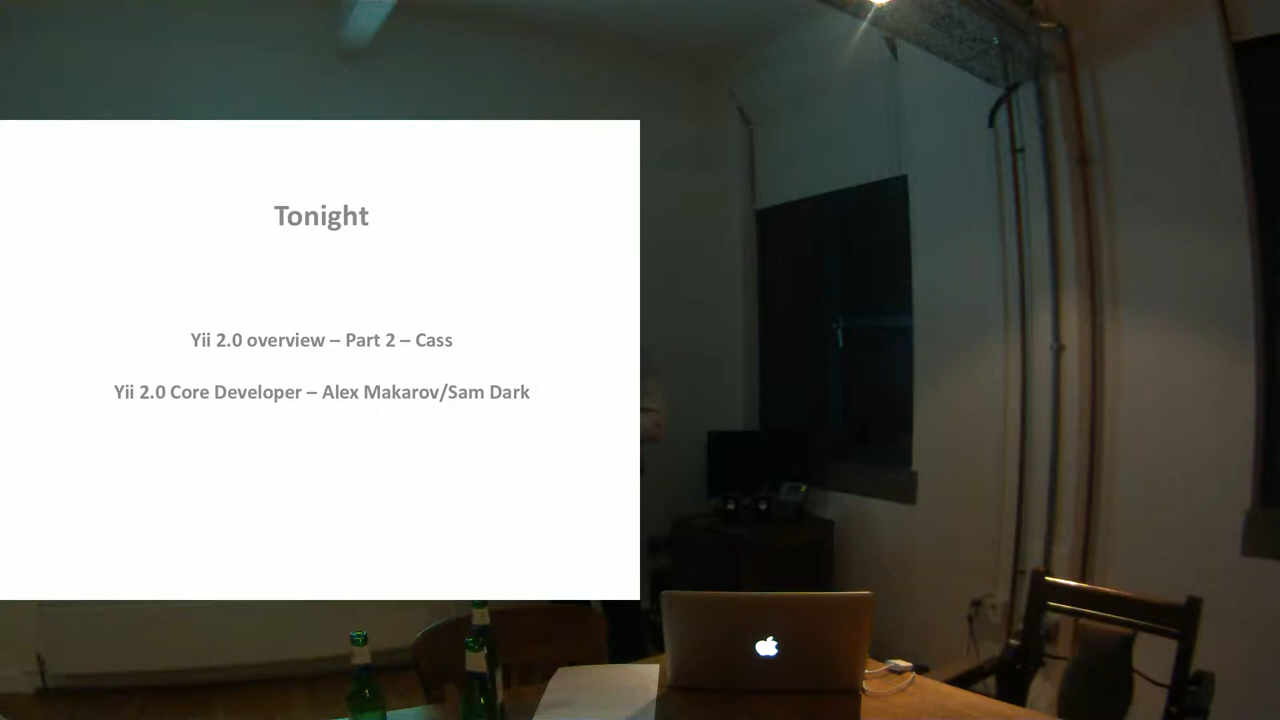 Tonight
Yii 2.0 overview – Part 2 – Cass
Yii 2.0 Core Developer – Alex Makarov/Sam Dark